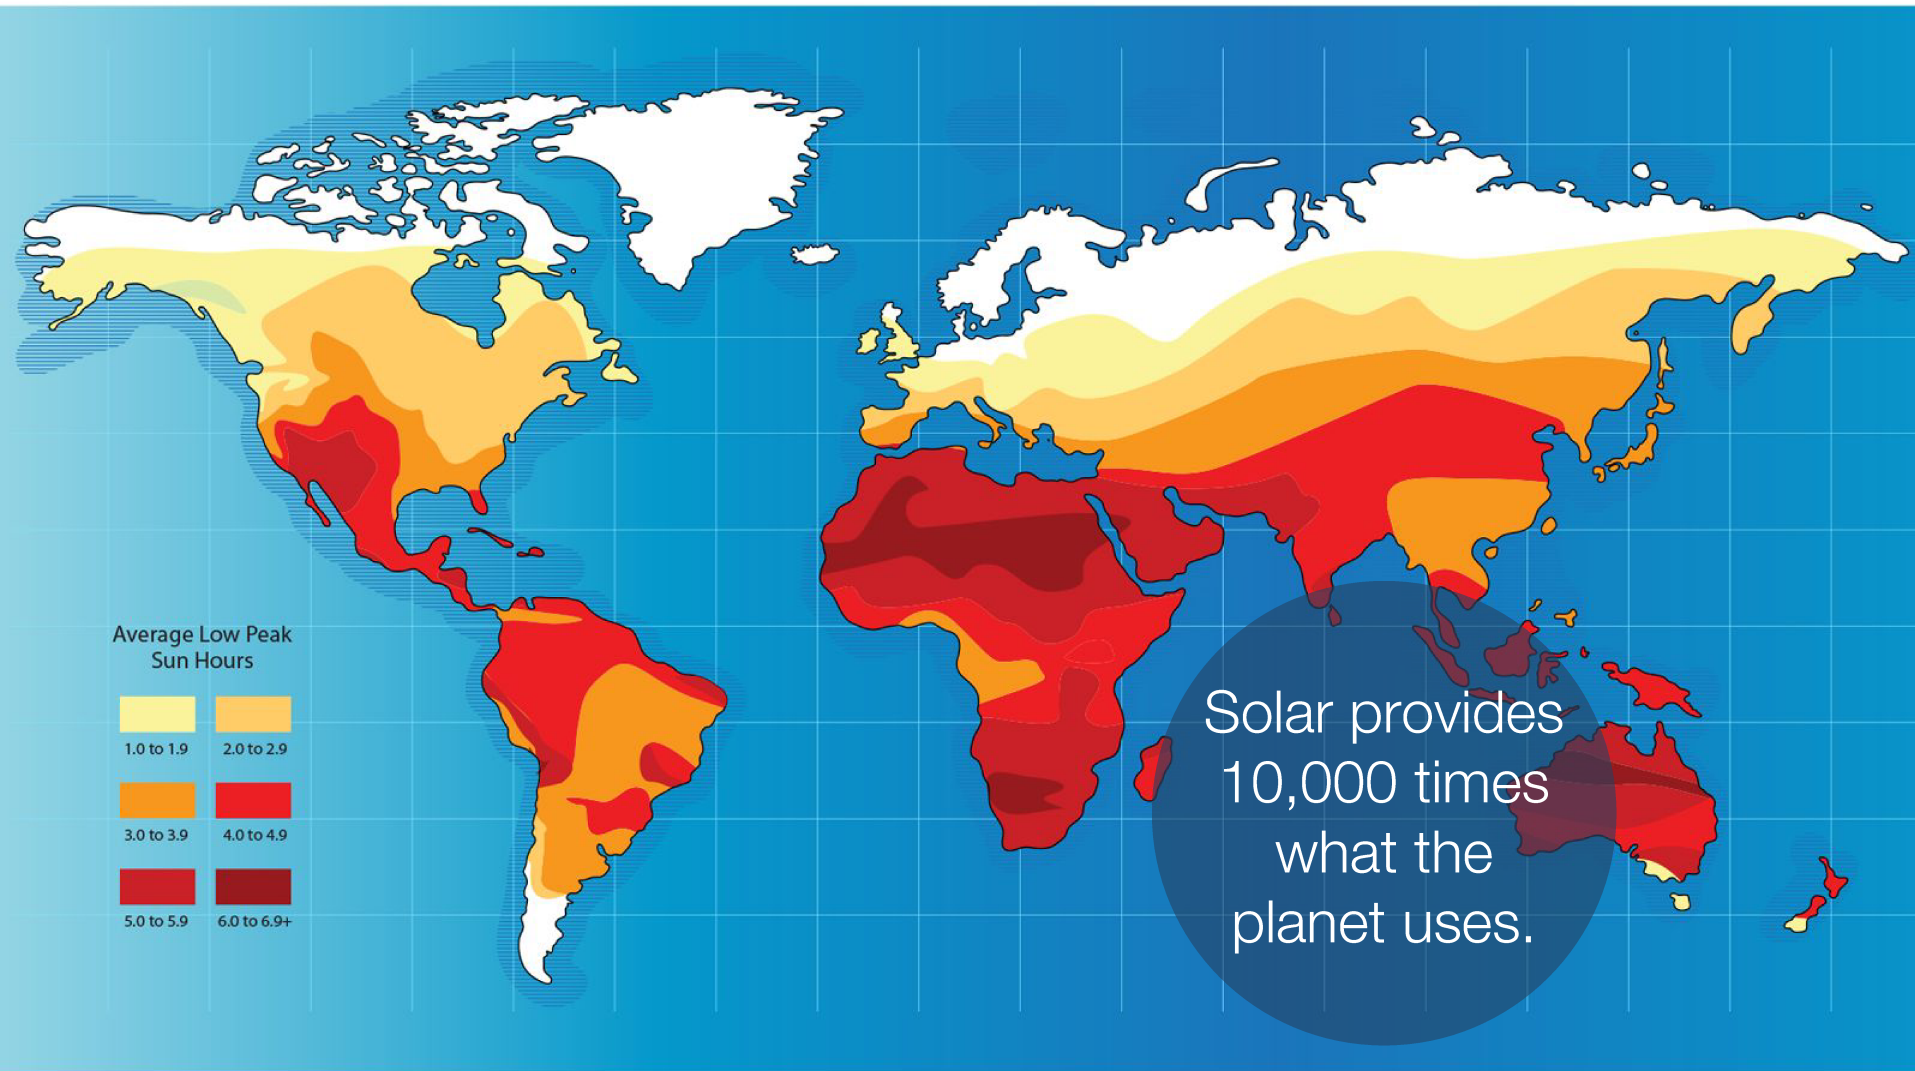 Average Low Peak
Sun Hours
1.0 to 1.9
2.0 to 2.9
3.0 to 3.9
4.0 to 4.9
5.0 to 5.9
6.0 to 6.9+
Solar provides
10,000 times
what the
planet uses.